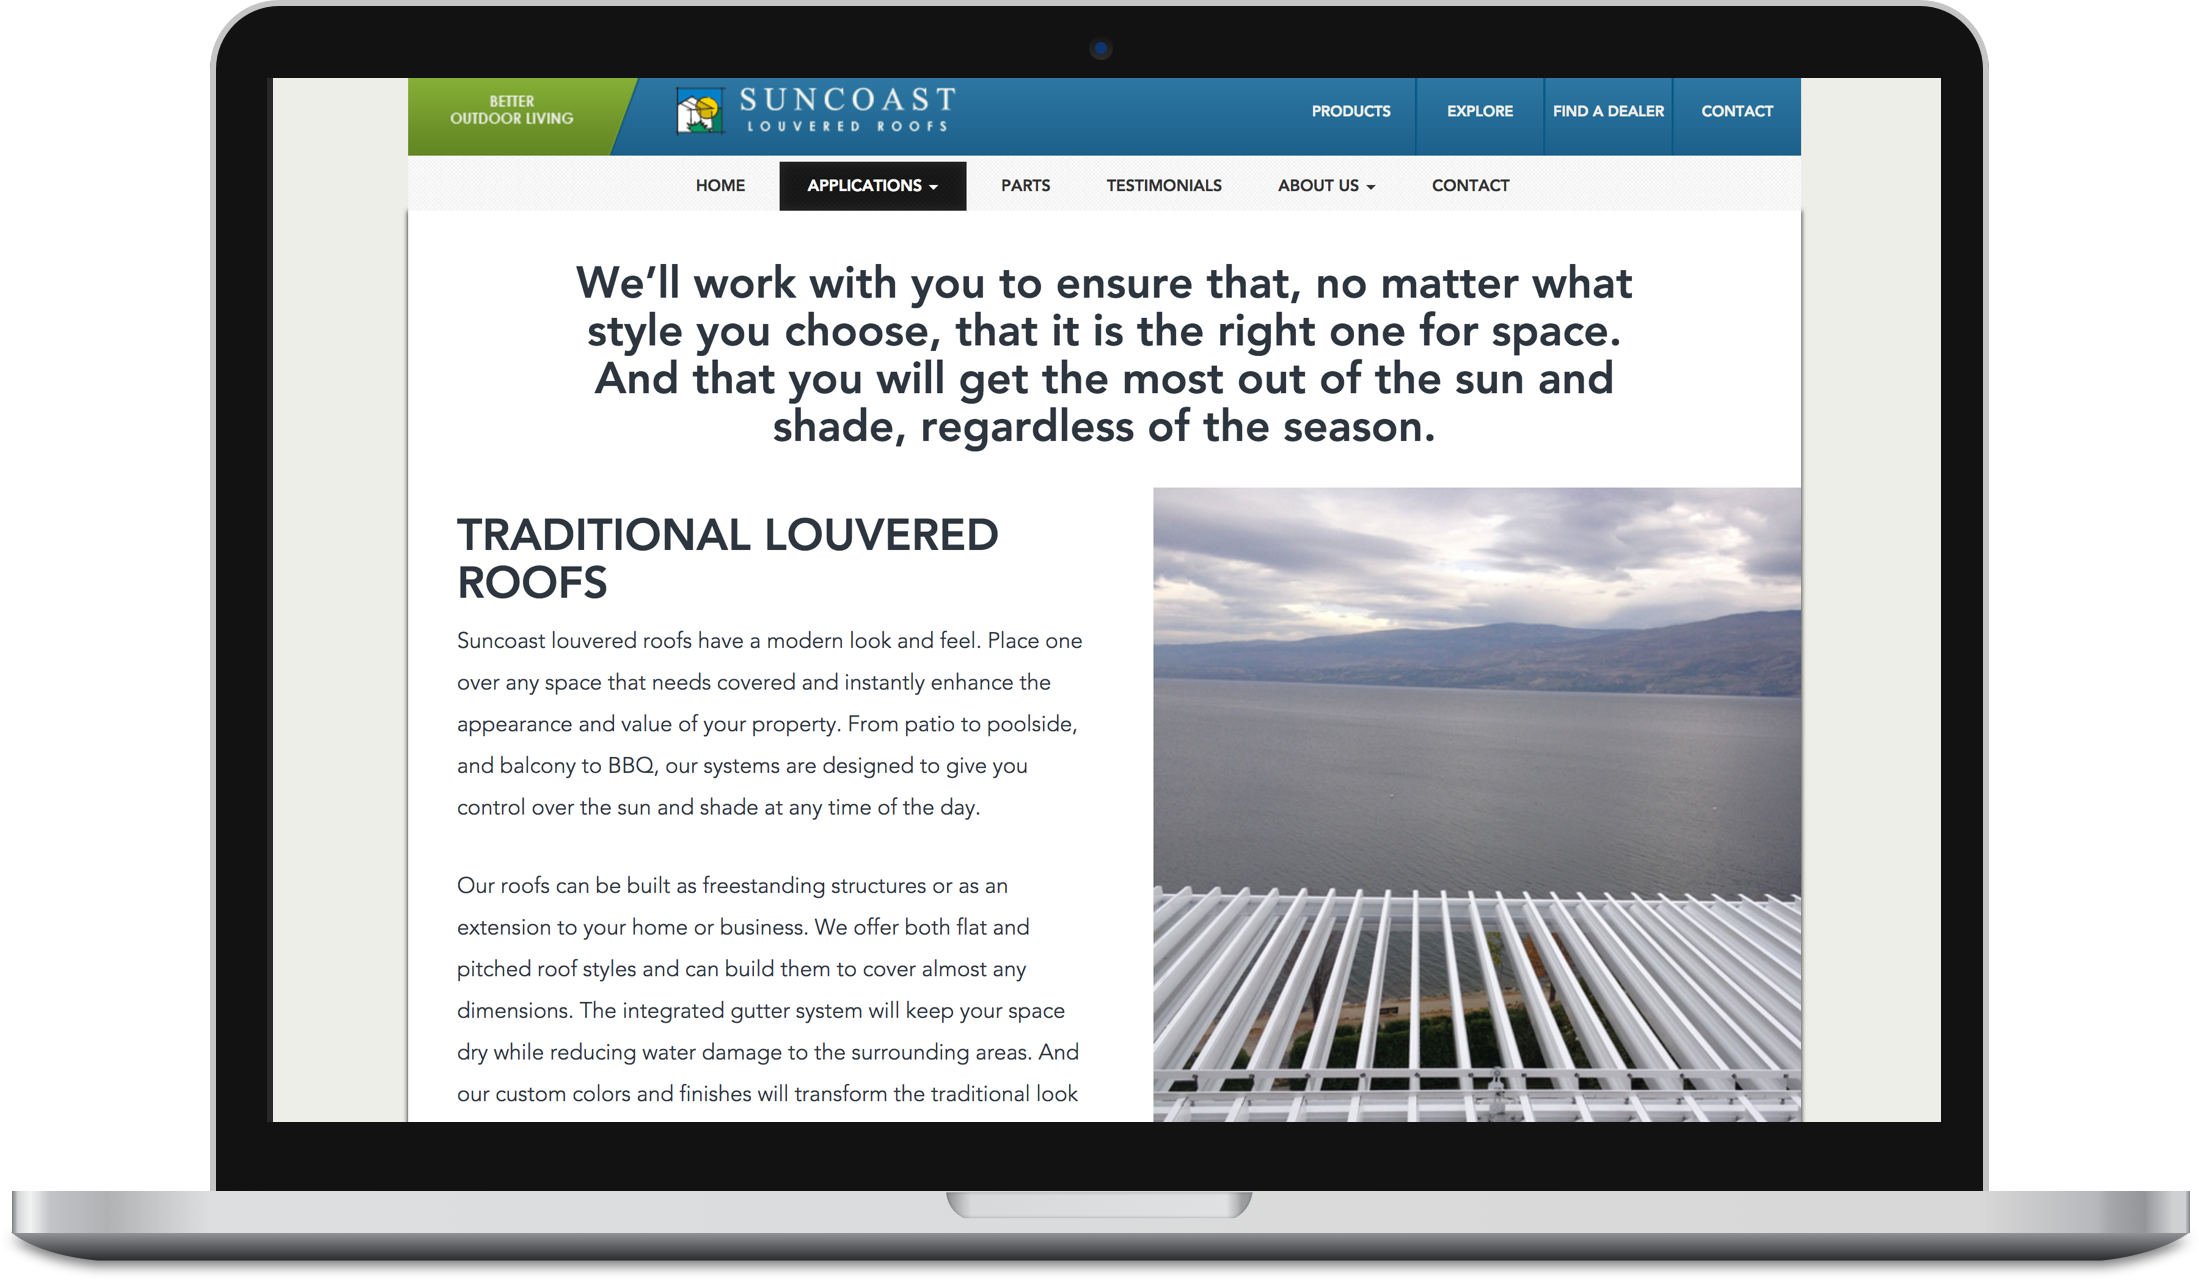 BETTER
OUTDOOR LIVING
SUNCOAST
LOUVERED ROOFS
PRODUCTS
EXPLORE
FIND A DEALER
CONTACT
HOME
APPLICATIONS
PARTS
TESTIMONIALS
ABOUT US
CONTACT
We’ll work with you to ensure that, no matter what
style you choose, that it is the right one for space.
And that you will get the most out of the sun and
shade, regardless of the season.
TRADITIONAL LOUVERED
ROOFS
Suncoast louvered roofs have a modern look and feel. Place one
over any space that needs covered and instantly enhance the
appearance and value of your property. From patio to poolside,
and balcony to BBQ, our systems are designed to give you
control over the sun and shade at any time of the day.
Our roofs can be built as freestanding structures or as an
extension to your home or business. We offer both flat and
pitched roof styles and can build them to cover almost any
dimensions. The integrated gutter system will keep your space
dry while reducing water damage to the surrounding areas. And
our custom colors and finishes will transform the traditional look